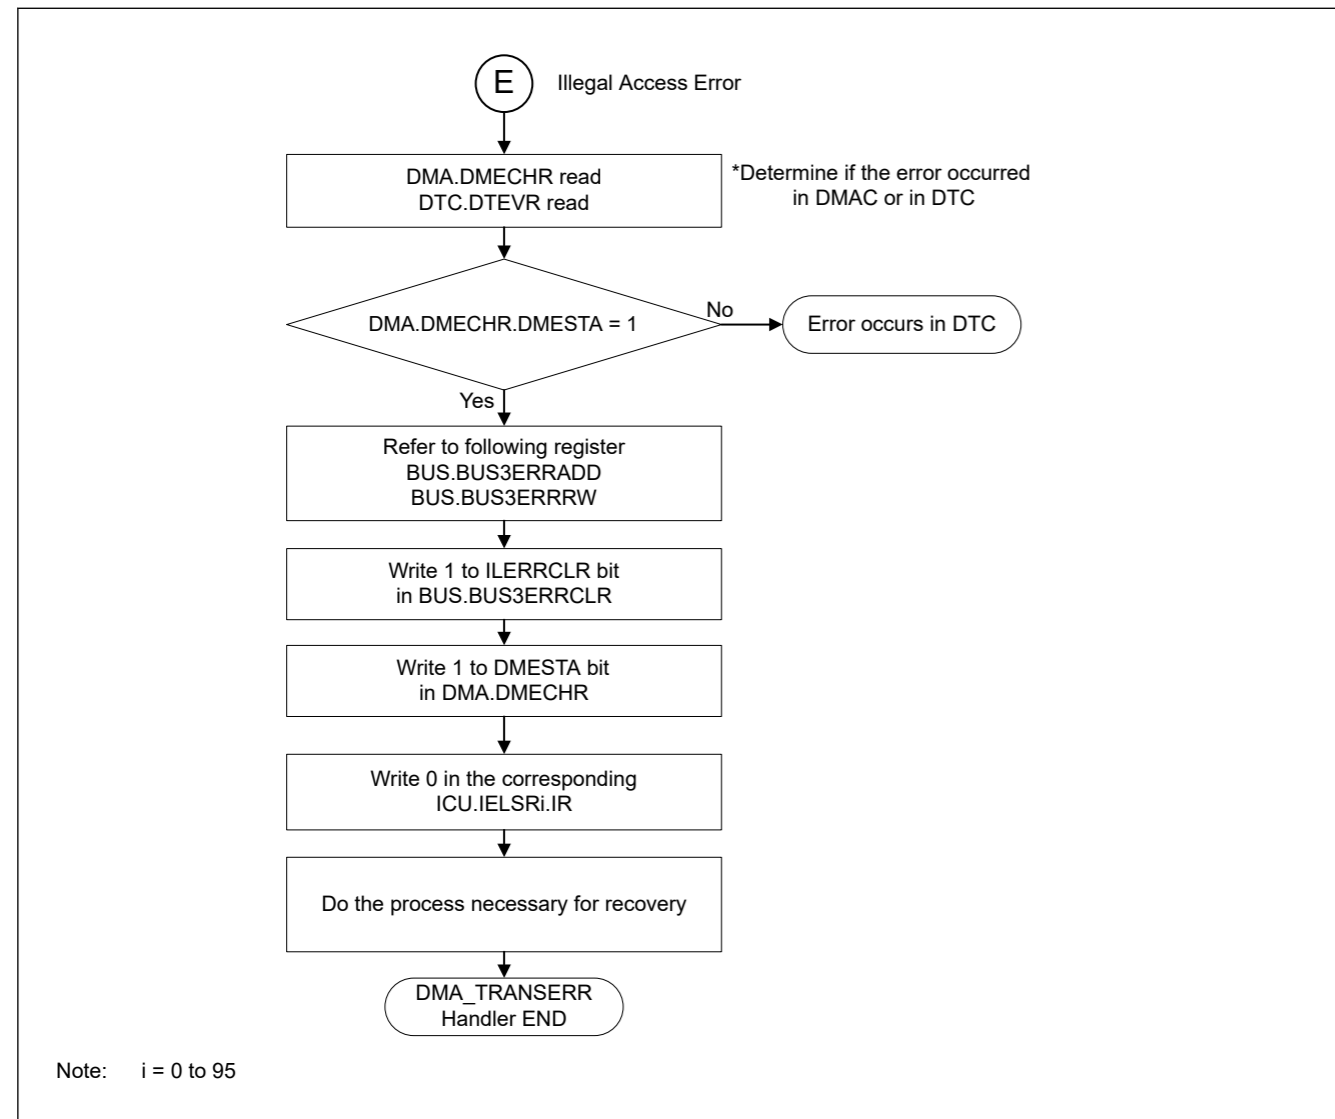 E
Illegal Access Error
DMA.DMECHR read
DTC.DTEVR read
*Determine if the error occurred
in DMAC or in DTC
DMA.DMECHR.DMESTA = 1
No
Error occurs in DTC
Yes
Refer to following register
BUS.BUS3ERRADD
BUS.BUS3ERRRW
Write 1 to ILERRCLR bit
in BUS.BUS3ERRCLR
Write 1 to DMESTA bit
in DMA.DMECHR
Write 0 in the corresponding
ICU.IELSRi.IR
Do the process necessary for recovery
DMA_TRANSERR
Handler END
Note: i = 0 to 95